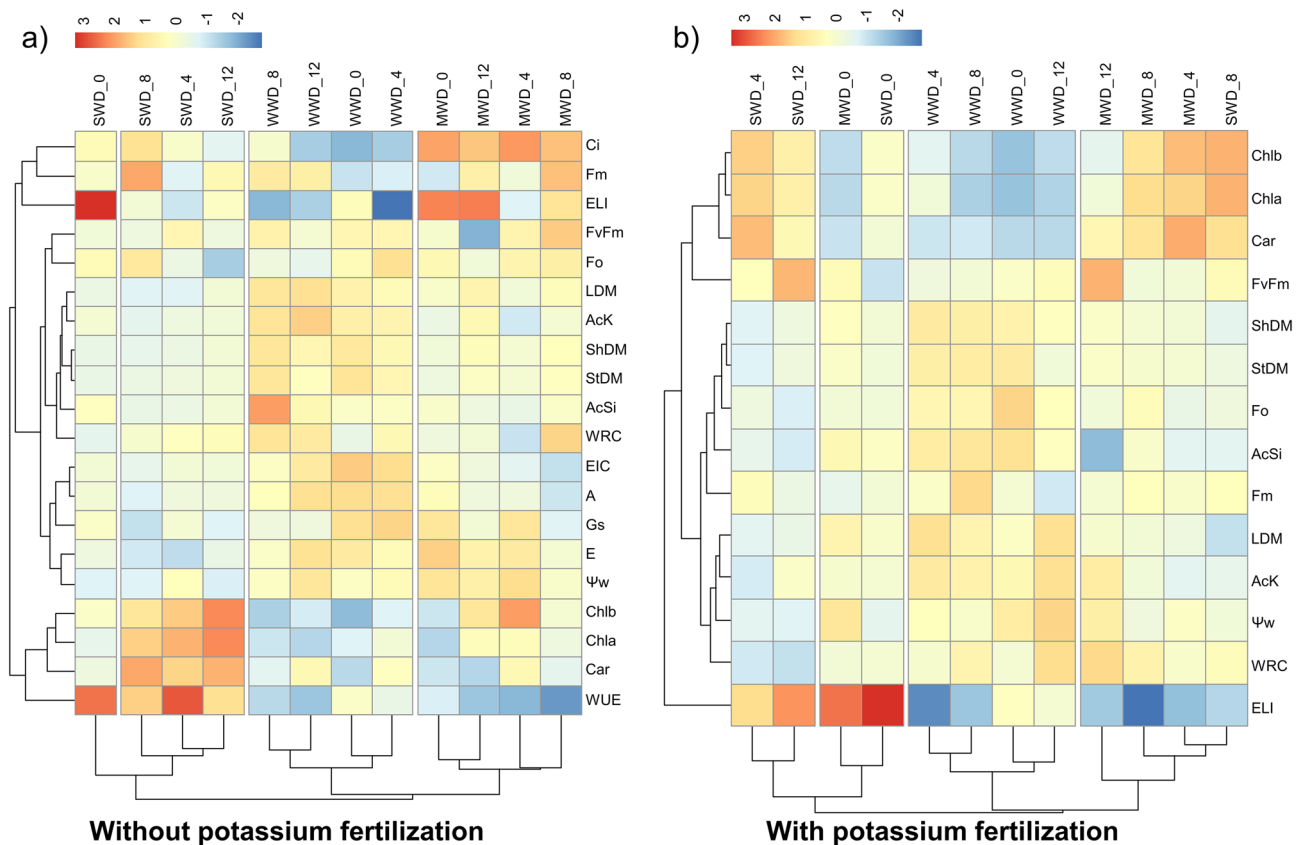 a)
3 2 1 0 -1 -2
SWD_0 SWD_8 SWD_4 SWD_12 WWD_8 WWD_12 WWD_0 WWD_4 MWD_0 MWD_12 MWD_4 MWD_8
Ci
Fm
ELI
FvFm
Fo
LDM
AcK
ShDM
StDM
AcSi
WRC
EIC
A
Gs
E
Ψw
Chlb
Chla
Car
WUE
Without potassium fertilization
b)
3 2 1 0 -1 -2
SWD_4 SWD_12 MWD_0 SWD_0 WWD_4 WWD_8 WWD_0 WWD_12 MWD_12 MWD_8 MWD_4 SWD_8
Chlb
Chla
Car
FvFm
ShDM
StDM
Fo
AcSi
Fm
LDM
AcK
Ψw
WRC
ELI
With potassium fertilization